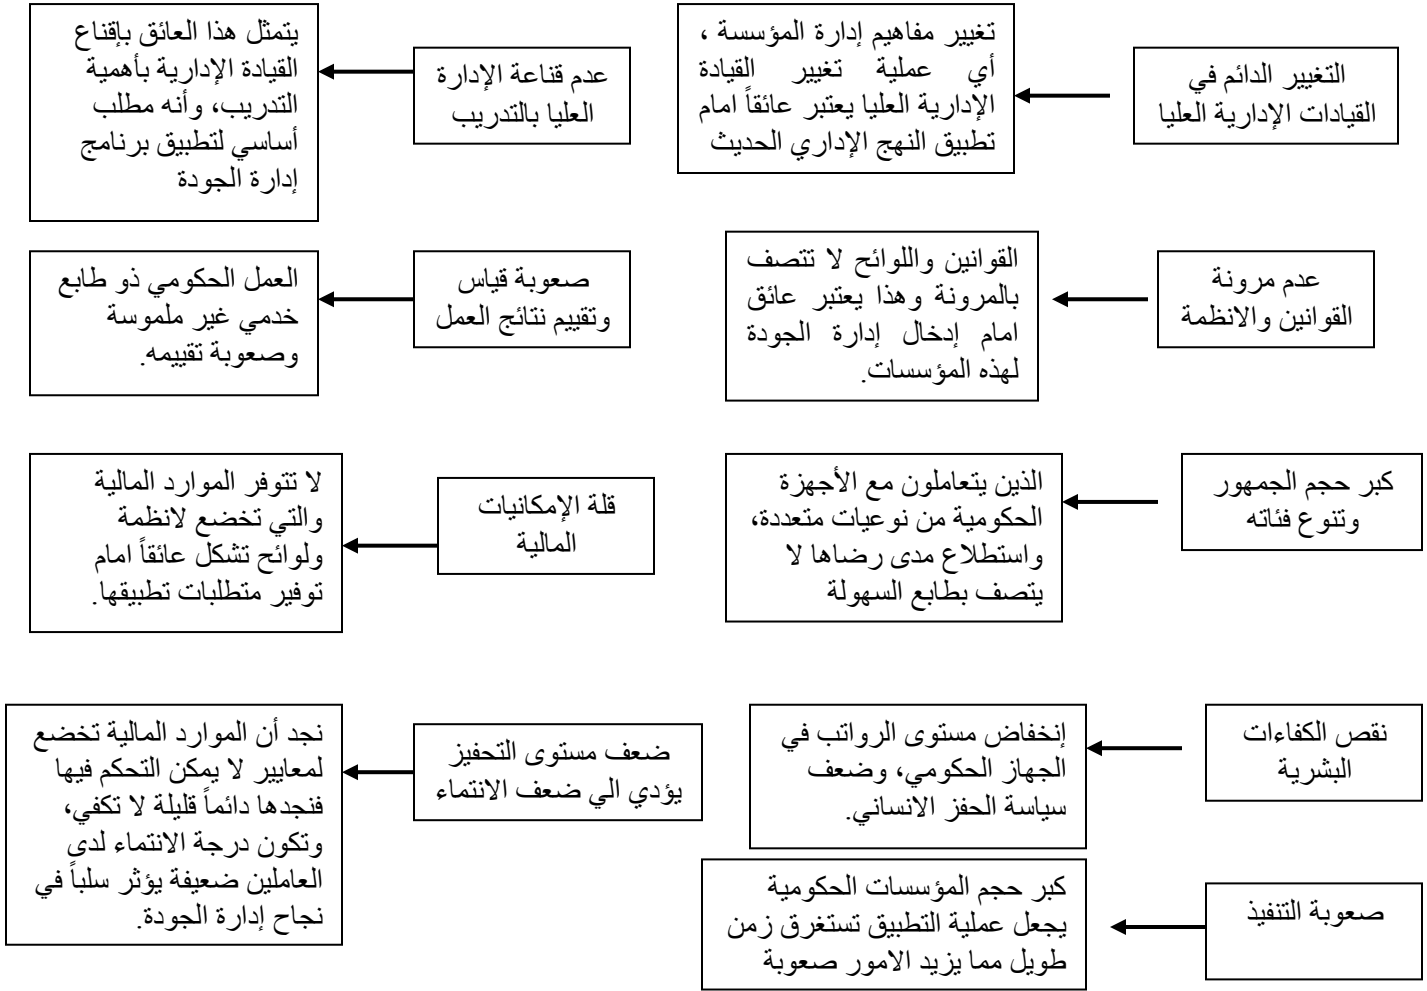 التغيير الدائم في
القيادات الإدارية العليا
تغيير مفاهيم إدارة المؤسسة ،
أي عملية تغيير القيادة
الإدارية العليا يعتبر عائقاً امام
تطبيق النهج الإداري الحديث
عدم قناعة الإدارة
العليا بالتدريب
يتمثل هذا العائق بإقناع
القيادة الإدارية بأهمية
التدريب، وأنه مطلب
أساسي لتطبيق برنامج
إدارة الجودة
عدم مرونة
القوانين والانظمة
القوانين واللوائح لا تتصف
بالمرونة وهذا يعتبر عائق
امام إدخال إدارة الجودة
لهذه المؤسسات.
صعوبة قياس
وتقييم نتائج العمل
العمل الحكومي ذو طابع
خدمي غير ملموسة
وصعوبة تقييمه.
كبر حجم الجمهور
وتنوع فئاته
الذين يتعاملون مع الأجهزة
الحكومية من نوعيات متعددة،
واستطلاع مدى رضاها لا
يتصف بطابع السهولة
قلة الإمكانيات
المالية
لا تتوفر الموارد المالية
والتي تخضع لانظمة
ولوائح تشكل عائقاً امام
توفير متطلبات تطبيقها.
نقص الكفاءات
البشرية
إنخفاض مستوى الرواتب في
الجهاز الحكومي، وضعف
سياسة الحفز الانساني.
ضعف مستوى التحفيز
يؤدي الي ضعف الانتماء
نجد أن الموارد المالية تخضع
لمعايير لا يمكن التحكم فيها
فنجدها دائماً قليلة لا تكفي،
وتكون درجة الانتماء لدى
العاملين ضعيفة يؤثر سلباً في
نجاح إدارة الجودة.
صعوبة التنفيذ
كبر حجم المؤسسات الحكومية
يجعل عملية التطبيق تستغرق زمن
طويل مما يزيد الامور صعوبة